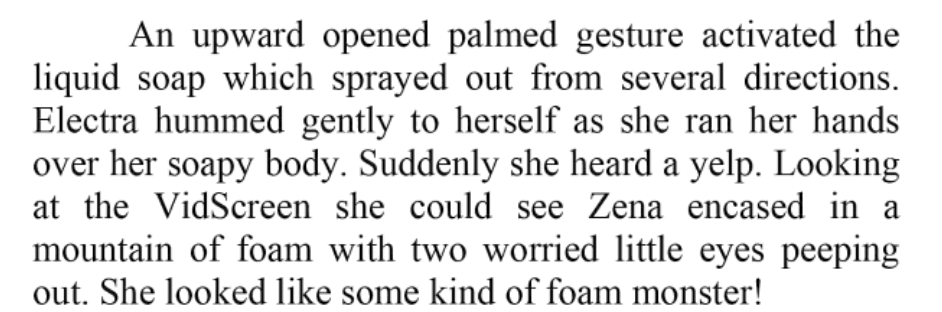 An upward opened palmed gesture activated the
liquid soap which sprayed out from several directions.
Electra hummed gently to herself as she ran her hands
over her soapy body. Suddenly she heard a yelp. Looking
at the VidScreen she could see Zena encased in a
mountain of foam with two worried little eyes peeping
out. She looked like some kind of foam monster!